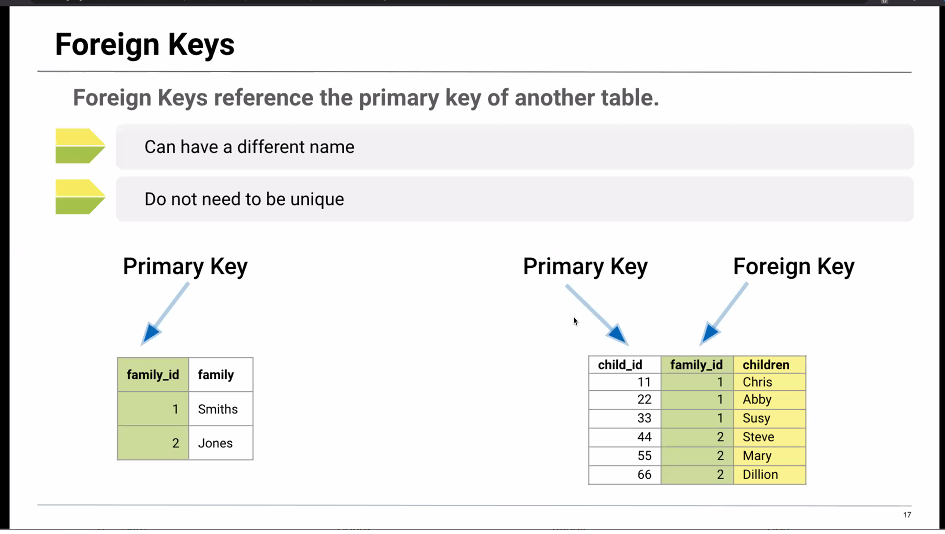 Foreign Keys
Foreign Keys reference the primary key of another table.
Can have a different name
Do not need to be unique
Primary Key
Primary Key
Foreign Key
family_id family
1 Smiths
2 Jones
child_id family_id children
11 1 Chris
22 1 Abby
33 1 Susy
44 2 Steve
55 2 Mary
66 2 Dillion
17